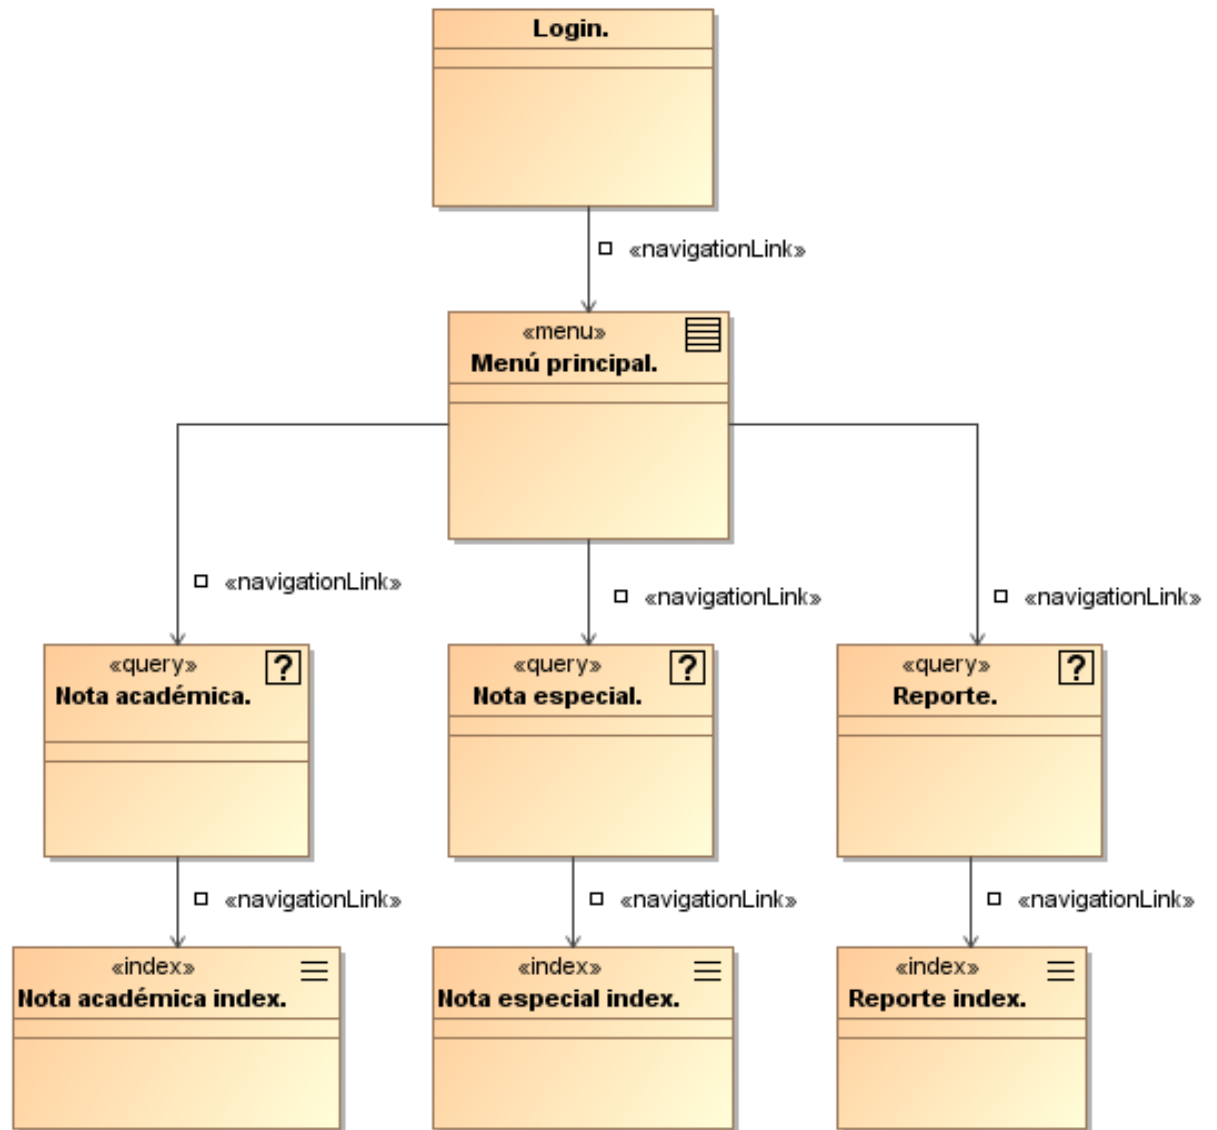 Login.
«navigationLink»
«menu»
Menú principal.
«navigationLink»
«navigationLink»
«navigationLink»
«query» ?
Nota académica.
«query» ?
Nota especial.
«query» ?
Reporte.
«navigationLink»
«navigationLink»
«navigationLink»
«index»
Nota académica index.
«index»
Nota especial index.
«index»
Reporte index.